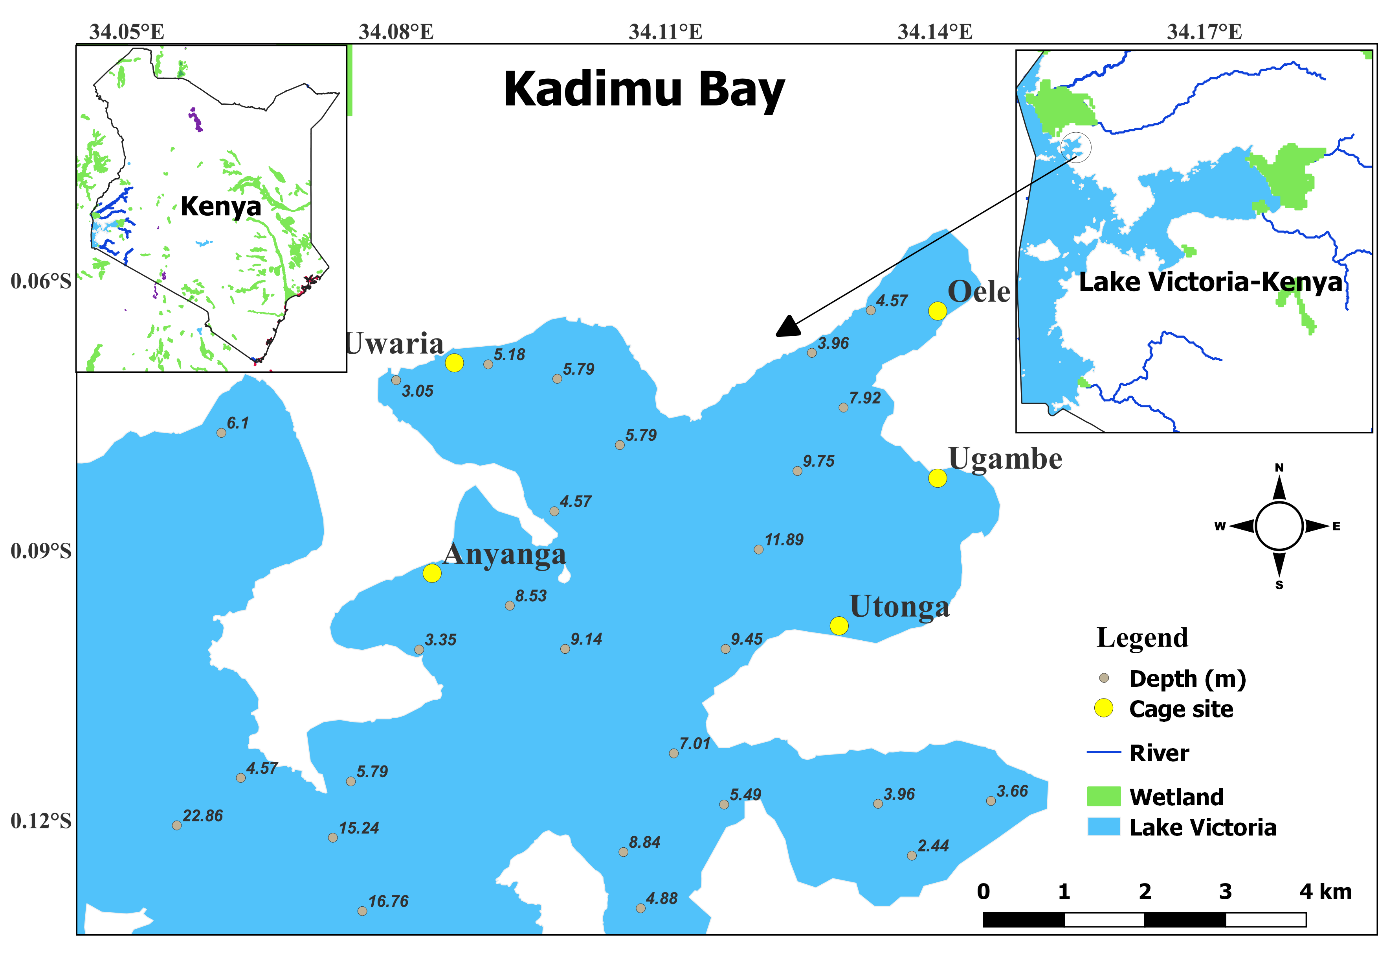 34.05°E 34.08°E 34.11°E 34.14°E 34.17°E
Kadimu Bay
Kenya
Lake Victoria-Kenya
0.06°S
Oele
4.57
3.96
Uwaria
5.18
5.79
3.05
7.92
6.1
5.79
9.75
Ugambe
4.57
N
W E
S
11.89
0.09°S
Anyanga
8.53
Utonga
3.35
9.14
9.45
Legend
Depth (m)
Cage site
River
Wetland
Lake Victoria
7.01
4.57
5.79
5.49
3.96
3.66
0.12°S
22.86
15.24
8.84
2.44
16.76
4.88
0 1 2 3 4 km